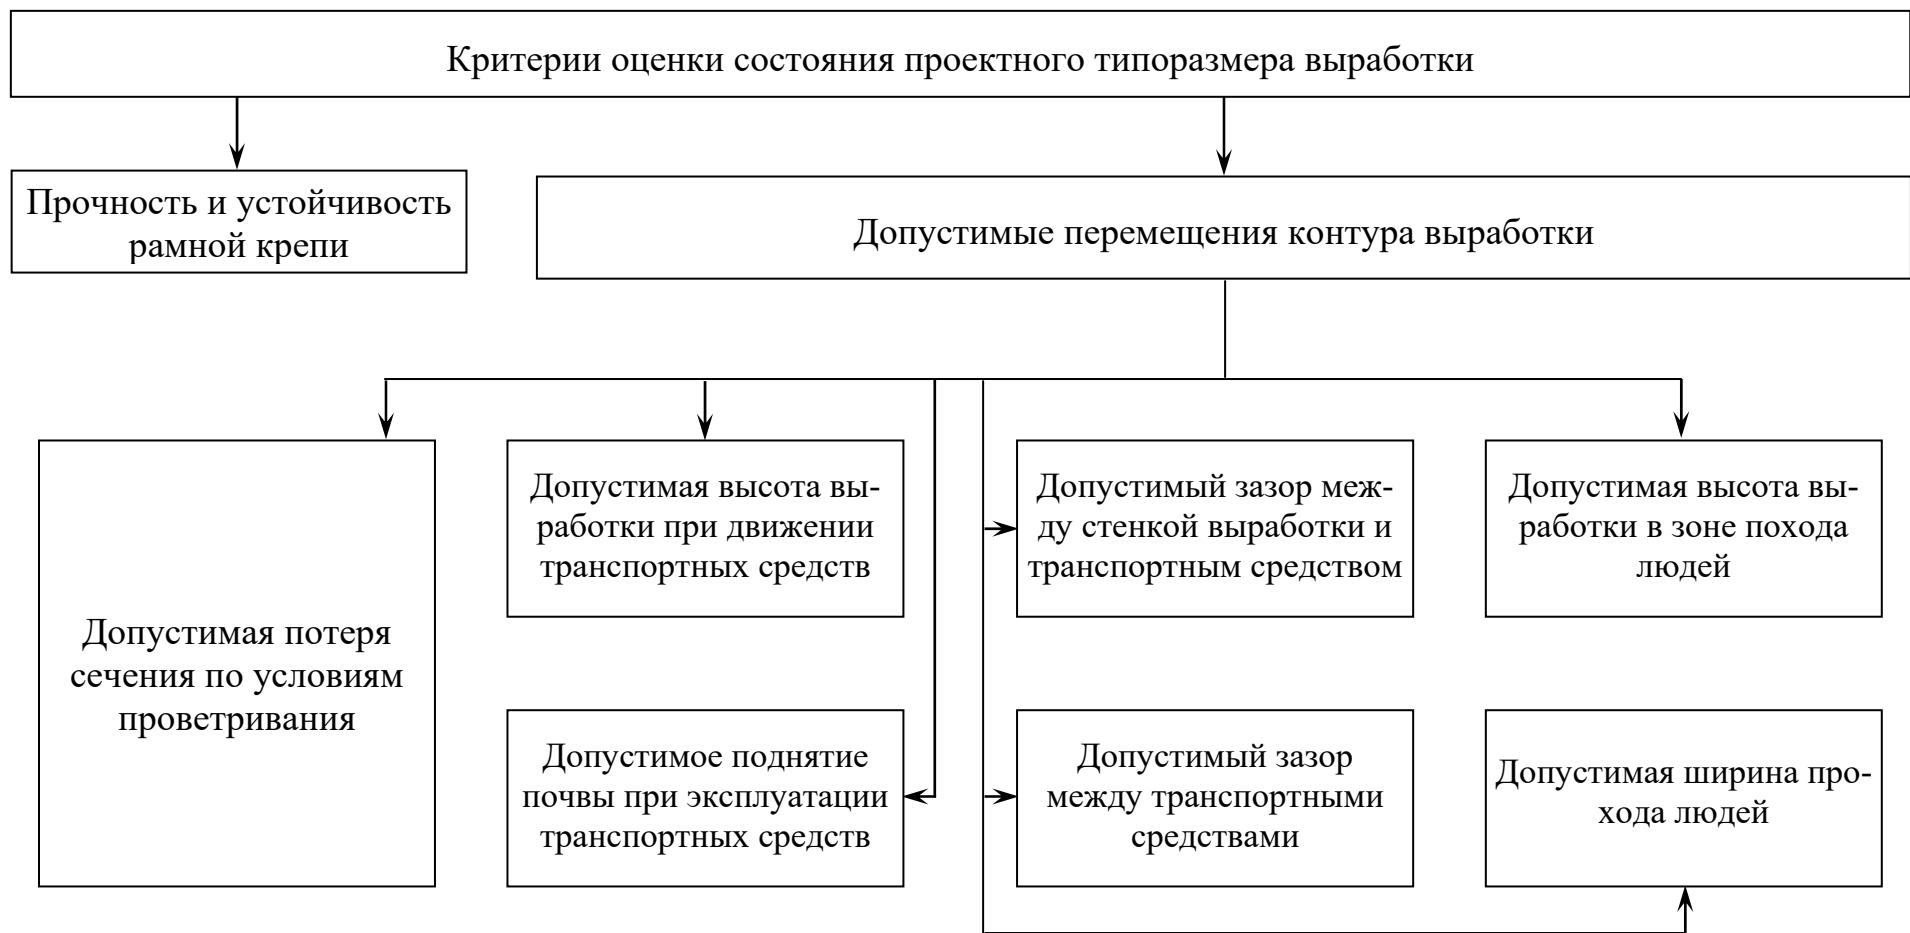 Критерии оценки состояния проектного типоразмера выработки
Прочность и устойчивость
рамной крепи
Допустимые перемещения контура выработки
Допустимая потеря
сечения по условиям
проветривания
Допустимая высота вы-
работки при движении
транспортных средств
Допустимый зазор меж-
ду стенкой выработки и
транспортным средством
Допустимая высота вы-
работки в зоне похода
людей
Допустимое поднятие
почвы при эксплуатации
транспортных средств
Допустимый зазор
между транспортными
средствами
Допустимая ширина про-
хода людей